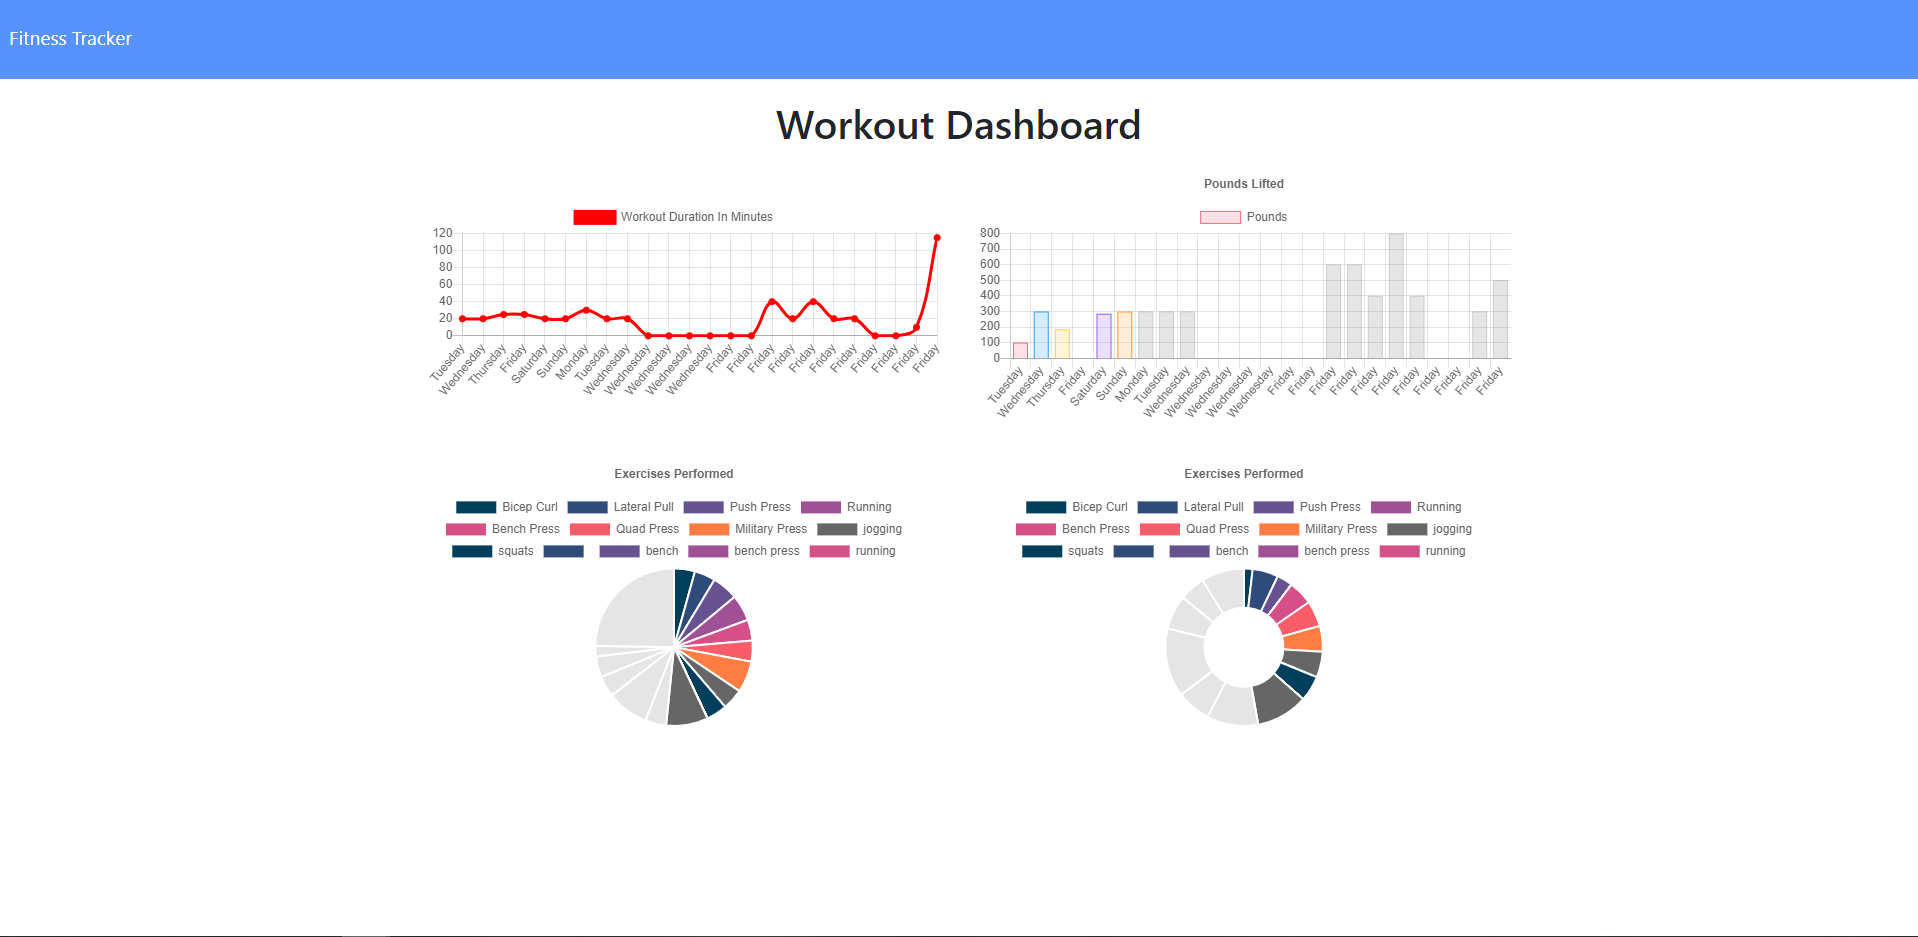 Fitness Tracker
Workout Dashboard
Workout Duration In Minutes
120
100
80
60
40
20
0
Tuesday
Wednesday
Thursday
Friday
Saturday
Sunday
Monday
Tuesday
Wednesday
Wednesday
Wednesday
Wednesday
Wednesday
Friday
Friday
Friday
Friday
Friday
Friday
Friday
Friday
Friday
Friday
Friday
Pounds Lifted
Pounds
800
700
600
500
400
300
200
100
0
Tuesday
Wednesday
Thursday
Friday
Saturday
Sunday
Monday
Tuesday
Wednesday
Wednesday
Wednesday
Wednesday
Wednesday
Friday
Friday
Friday
Friday
Friday
Friday
Friday
Friday
Friday
Friday
Friday
Exercises Performed
Bicep Curl Lateral Pull Push Press Running
Bench Press Quad Press Military Press jogging
squats bench bench press running
Exercises Performed
Bicep Curl Lateral Pull Push Press Running
Bench Press Quad Press Military Press jogging
squats bench bench press running